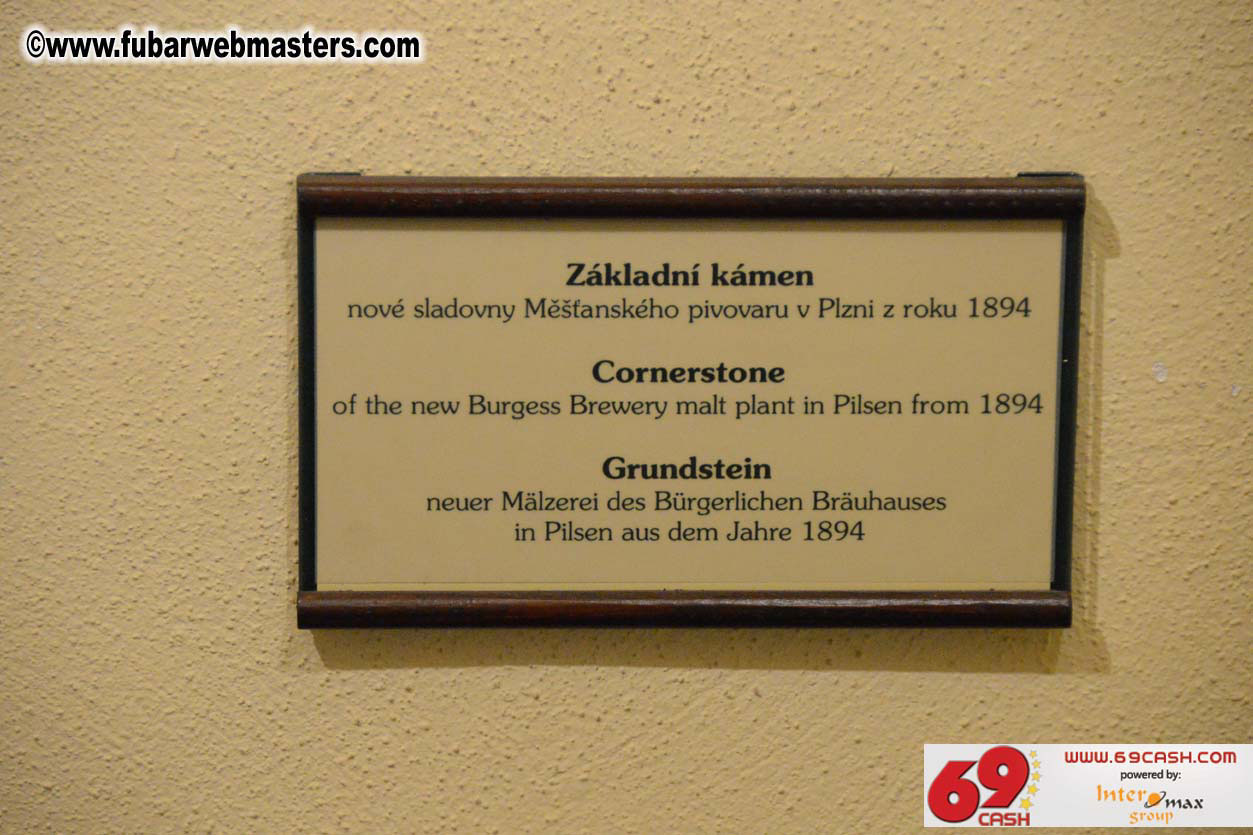 ©www.fubarwebmasters.com
Základní kámen
nové sladovny Měšťanského pivovaru v Plzni z roku 1894
Cornerstone
of the new Burgess Brewery malt plant in Pilsen from 1894
Grundstein
neuer Mälzerei des Bürgerlichen Bräuhauses
in Pilsen aus dem Jahre 1894
69
CASH
WWW.69CASH.COM
powered by:
Inter max
group